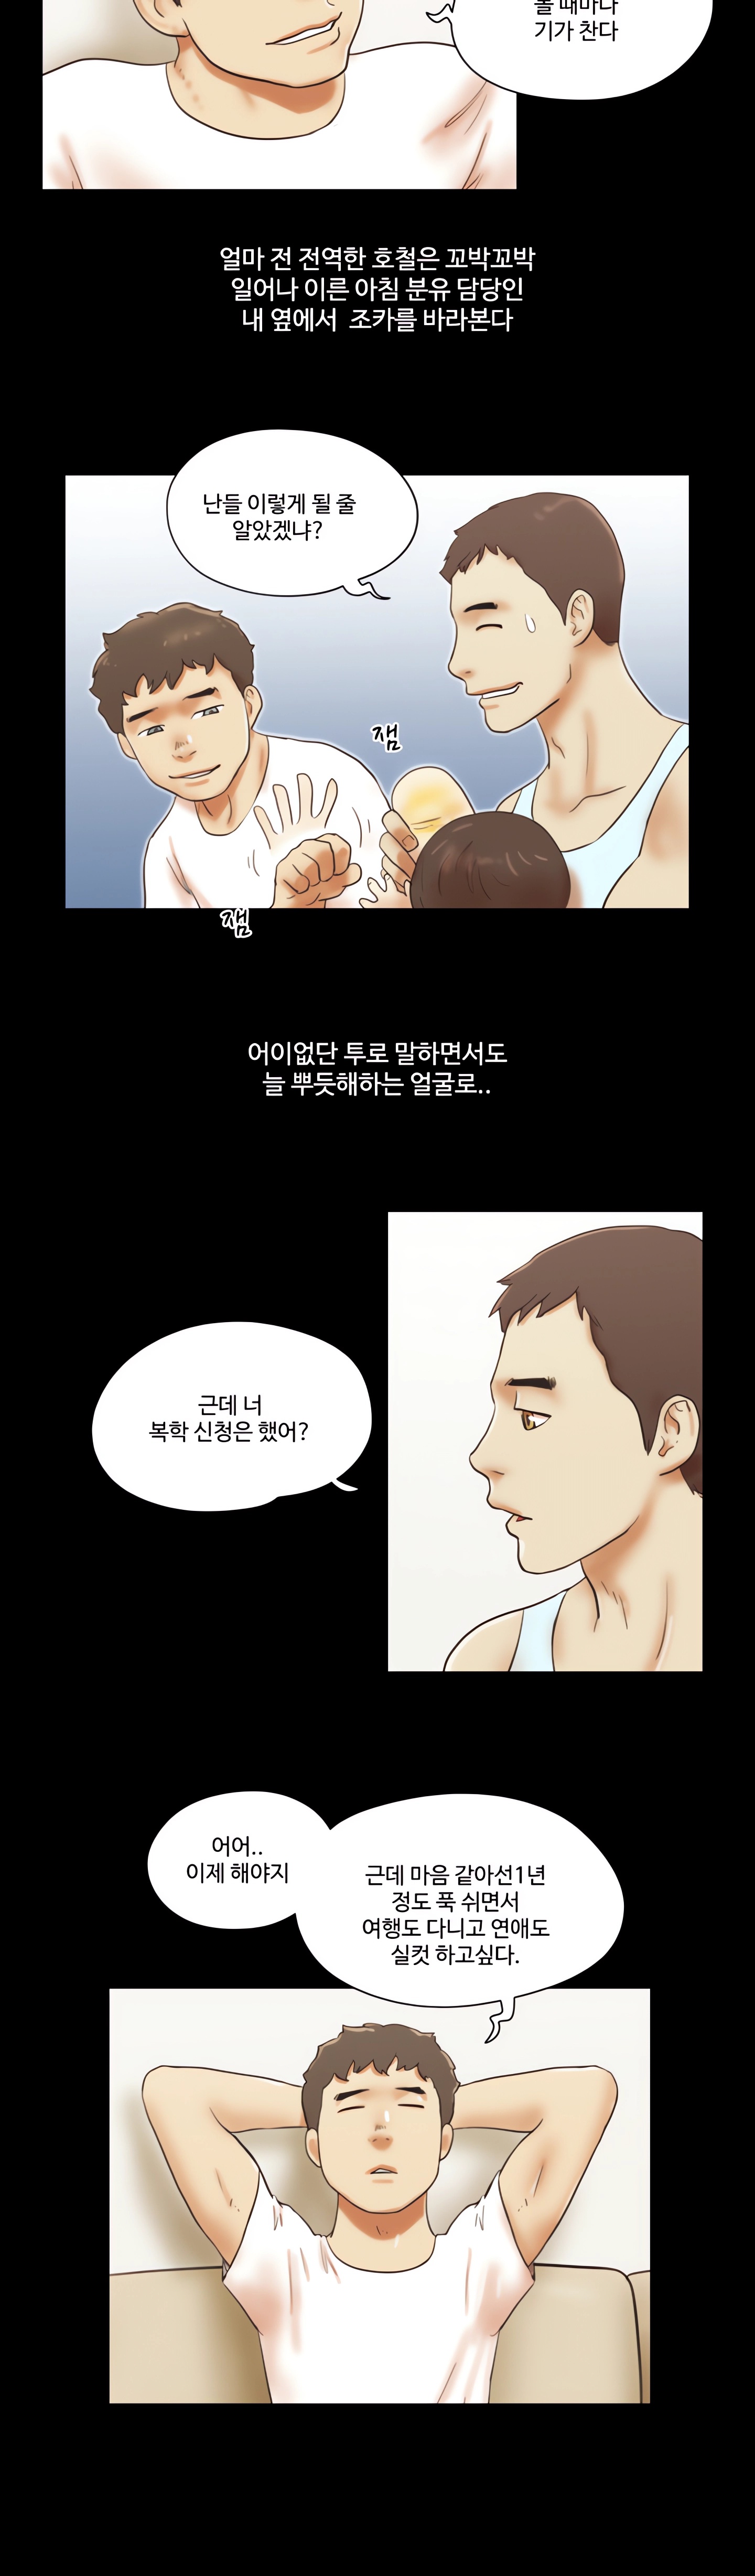 볼 때마다
기가 찬다
얼마 전 전역한 호철은 꼬박꼬박
일어나 이른 아침 분유 담당인
내 옆에서 조카를 바라본다
난들 이렇게 될 줄
알았겠냐?
잼
잼
어이없단 투로 말하면서도
늘 뿌듯해하는 얼굴로..
근데 너
복학 신청은 했어?
어어..
이제 해야지
근데 마음 같아선1년
정도 푹 쉬면서
여행도 다니고 연애도
실컷 하고싶다.